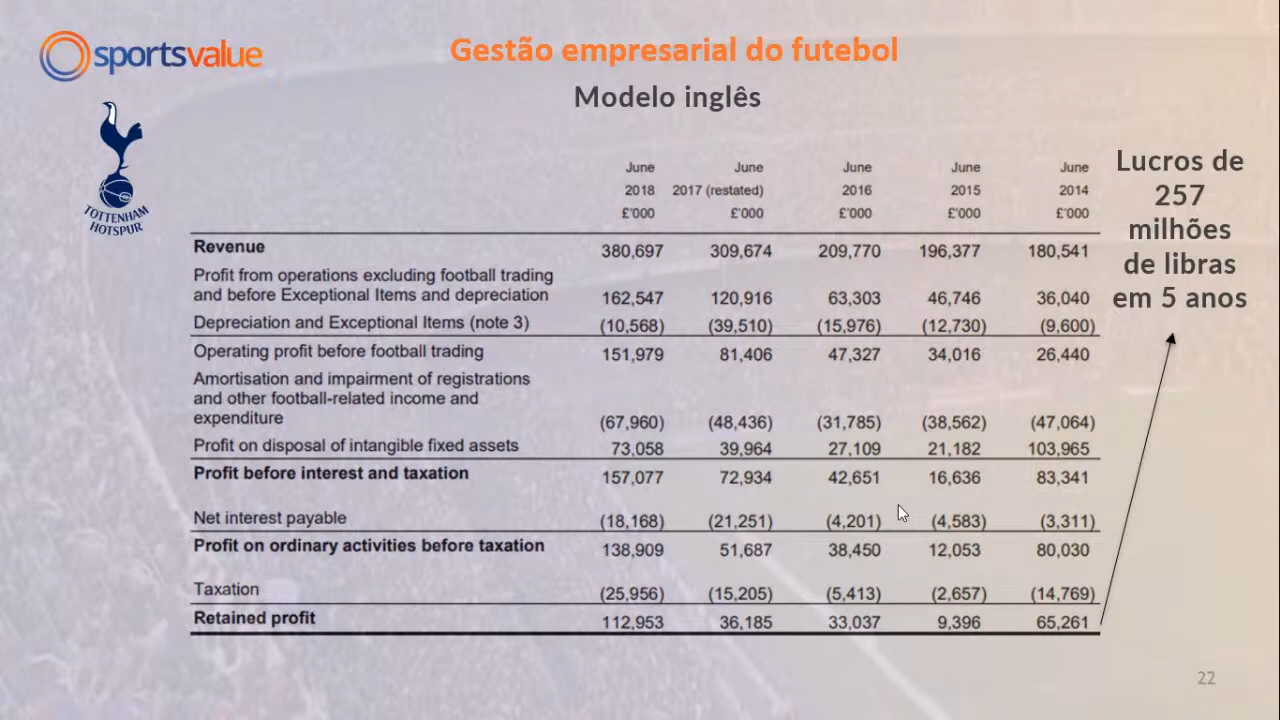 sportsvalue
Gestão empresarial do futebol
Modelo inglês
TOTTENHAM
HOTSPUR
Lucros de
257
milhões
de libras
em 5 anos
June June June June June
2018 2017 (restated) 2016 2015 2014
£'000 £'000 £'000 £'000 £'000
Revenue 380,697 309,674 209,770 196,377 180,541
Profit from operations excluding football trading
and before Exceptional Items and depreciation 162,547 120,916 63,303 46,746 36,040
Depreciation and Exceptional Items (note 3) (10,568) (39,510) (15,976) (12,730) (9,600)
Operating profit before football trading 151,979 81,406 47,327 34,016 26,440
Amortisation and impairment of registrations
and other football-related income and
expenditure (67,960) (48,436) (31,785) (38,562) (47,064)
Profit on disposal of intangible fixed assets 73,058 39,964 27,109 21,182 103,965
Profit before interest and taxation 157,077 72,934 42,651 16,636 83,341
Net interest payable (18,168) (21,251) (4,201) (4,583) (3,311)
Profit on ordinary activities before taxation 138,909 51,687 38,450 12,053 80,030
Taxation (25,956) (15,205) (5,413) (2,657) (14,769)
Retained profit 112,953 36,185 33,037 9,396 65,261
22